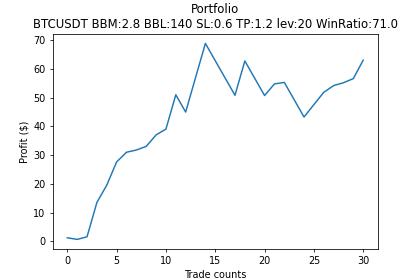 Portfolio
BTCUSDT BBM:2.8 BBL:140 SL:0.6 TP:1.2 lev:20 WinRatio:71.0
70
60
50
40
30
20
10
0
Profit ($)
0 5 10 15 20 25 30
Trade counts